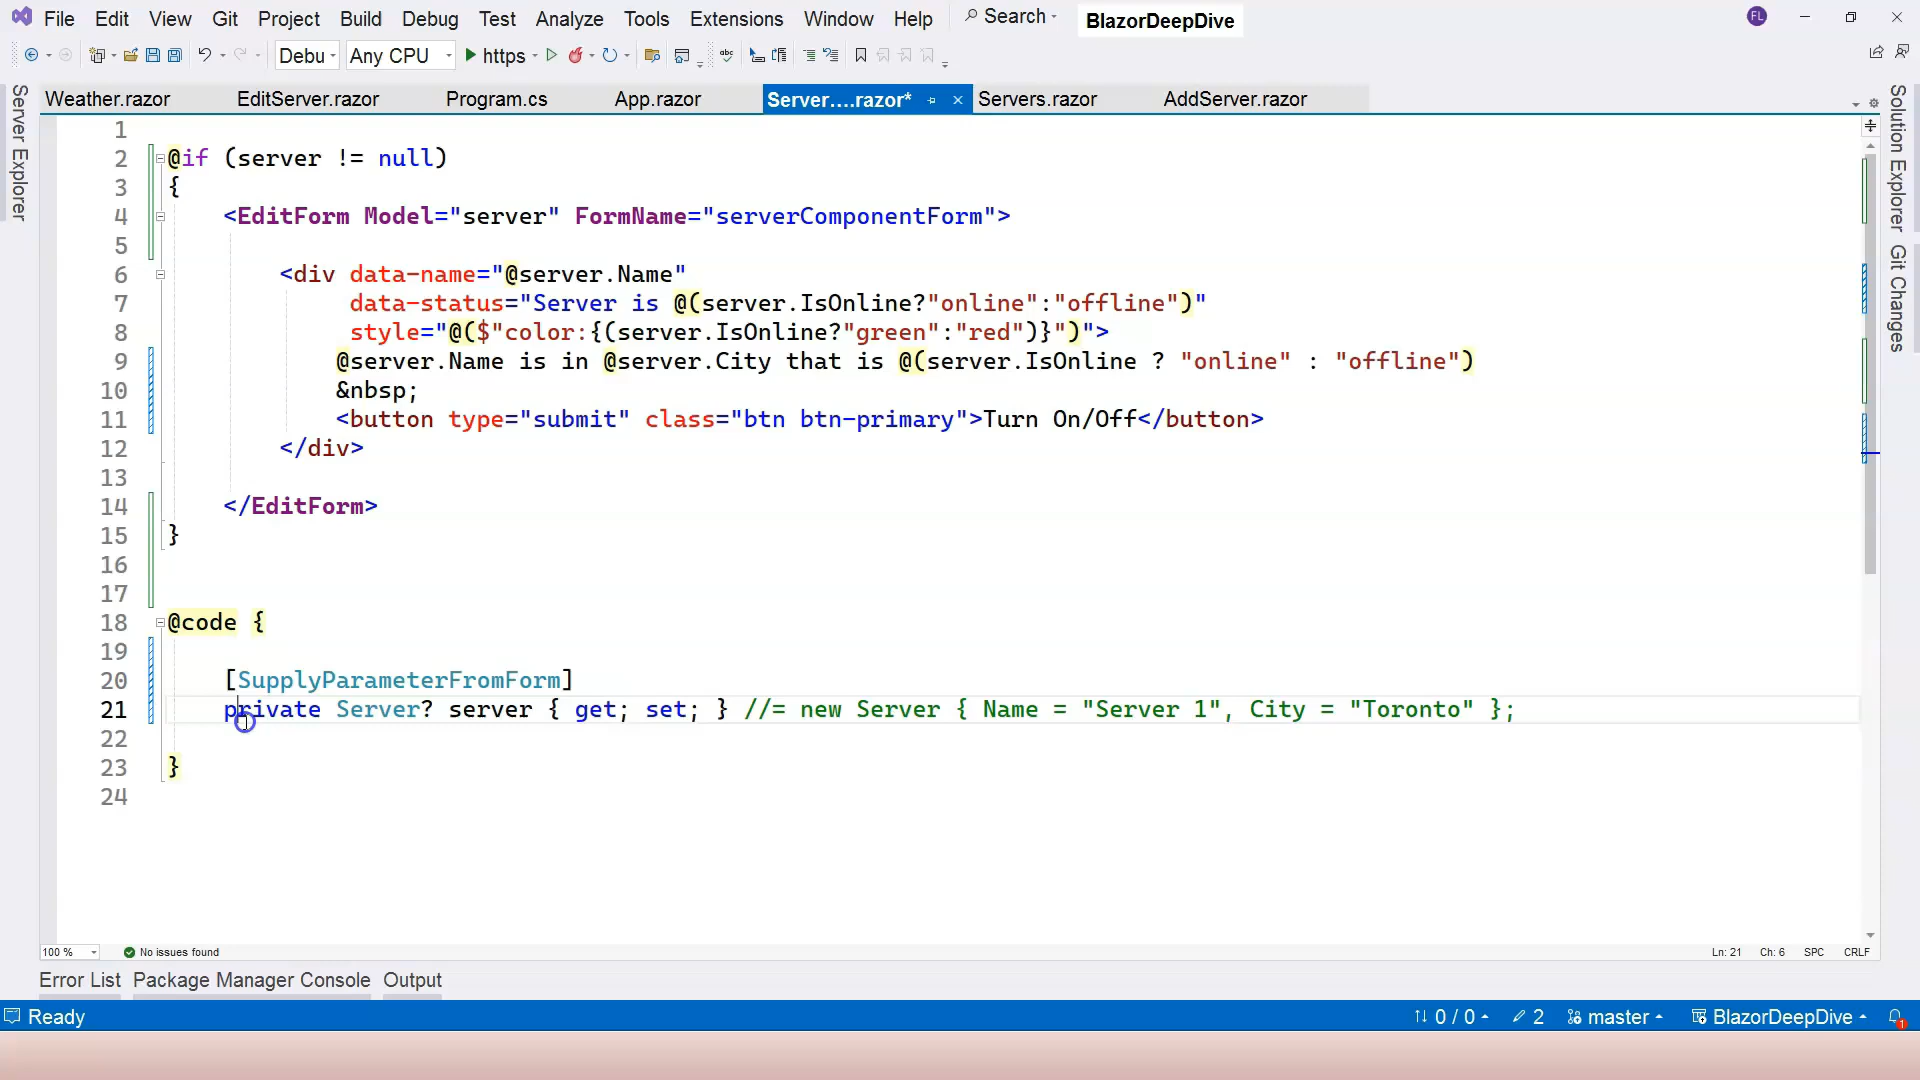 File Edit View Git Project Build Debug Test Analyze Tools Extensions Window Help Search BlazorDeepDive FL
Debu Any CPU https abc
Weather.razor EditServer.razor Program.cs App.razor Server....razor* Servers.razor AddServer.razor
Server Explorer
Solution Explorer
Git Changes
1
2 @if (server != null)
3 {
4 <EditForm Model="server" FormName="serverComponentForm">
5
6 <div data-name="@server.Name"
7 data-status="Server is @(server.IsOnline?"online":"offline")"
8 style="@($"color:{(server.IsOnline?"green":"red")}")">
9 @server.Name is in @server.City that is @(server.IsOnline ? "online" : "offline")
10 &nbsp;
11 <button type="submit" class="btn btn-primary">Turn On/Off</button>
12 </div>
13
14 </EditForm>
15 }
16
17
18 @code {
19
20 [SupplyParameterFromForm]
21 private Server? server { get; set; } //= new Server { Name = "Server 1", City = "Toronto" };
22
23 }
24
100 % No issues found Ln: 21 Ch: 6 SPC CRLF
Error List Package Manager Console Output
Ready 0 / 0 2 master BlazorDeepDive 1